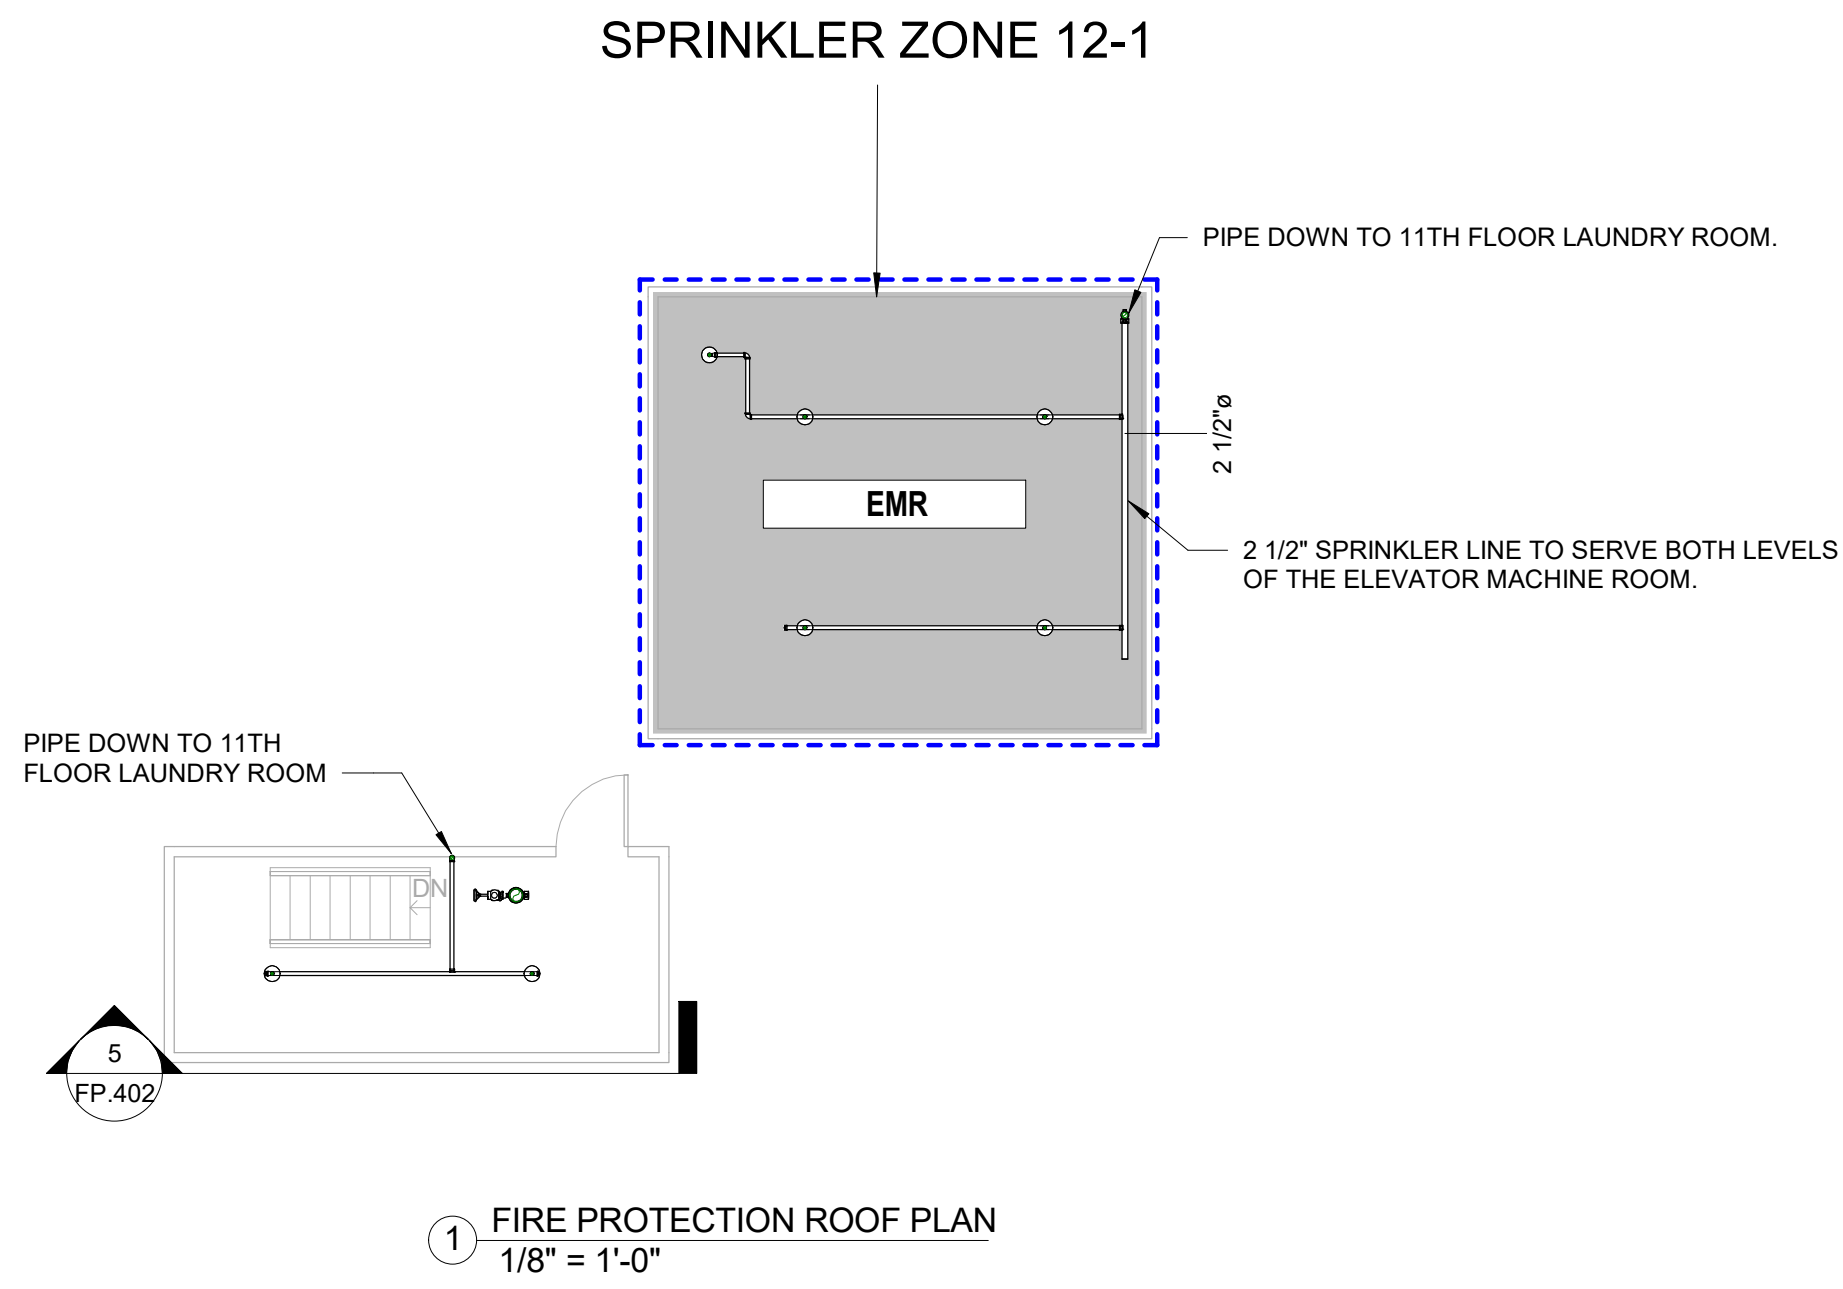 SPRINKLER ZONE 12-1
PIPE DOWN TO 11TH FLOOR LAUNDRY ROOM.
2 1/2"ø
EMR
2 1/2" SPRINKLER LINE TO SERVE BOTH LEVELS
OF THE ELEVATOR MACHINE ROOM.
PIPE DOWN TO 11TH
FLOOR LAUNDRY ROOM
DN
5
FP.402
1
FIRE PROTECTION ROOF PLAN
1/8" = 1'-0"